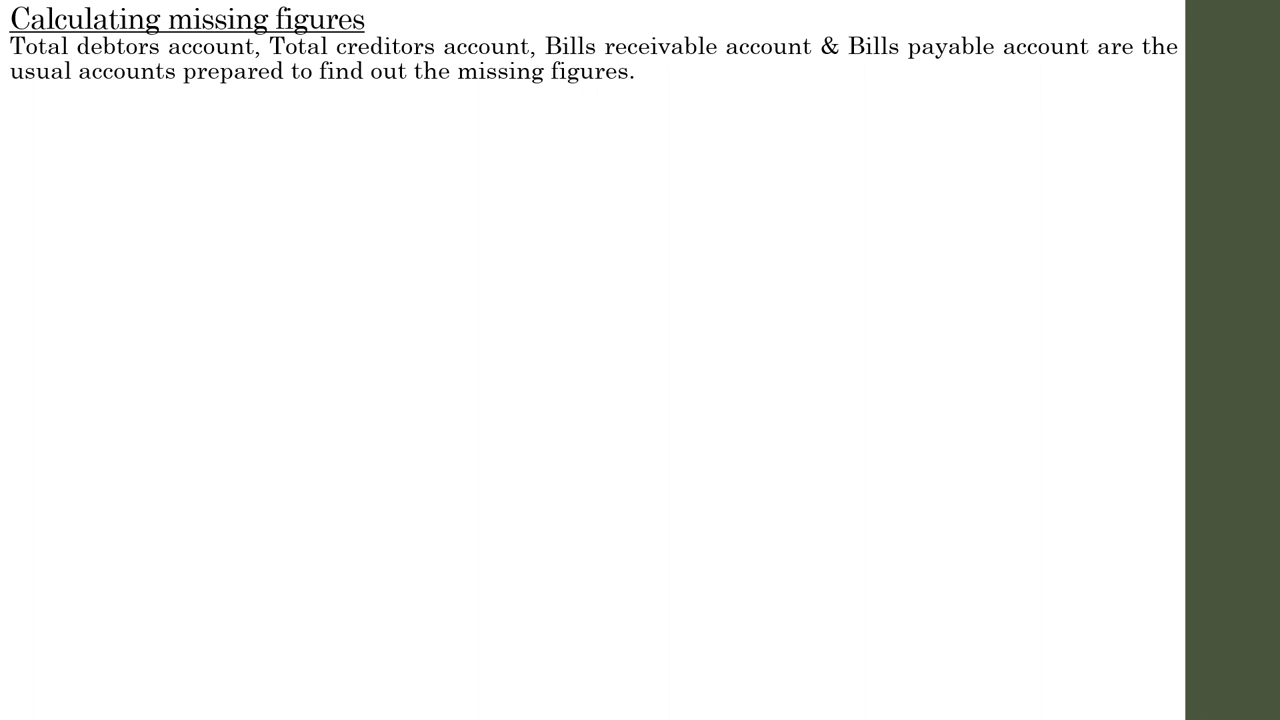 Calculating missing figures
Total debtors account, Total creditors account, Bills receivable account & Bills payable account are the
usual accounts prepared to find out the missing figures.